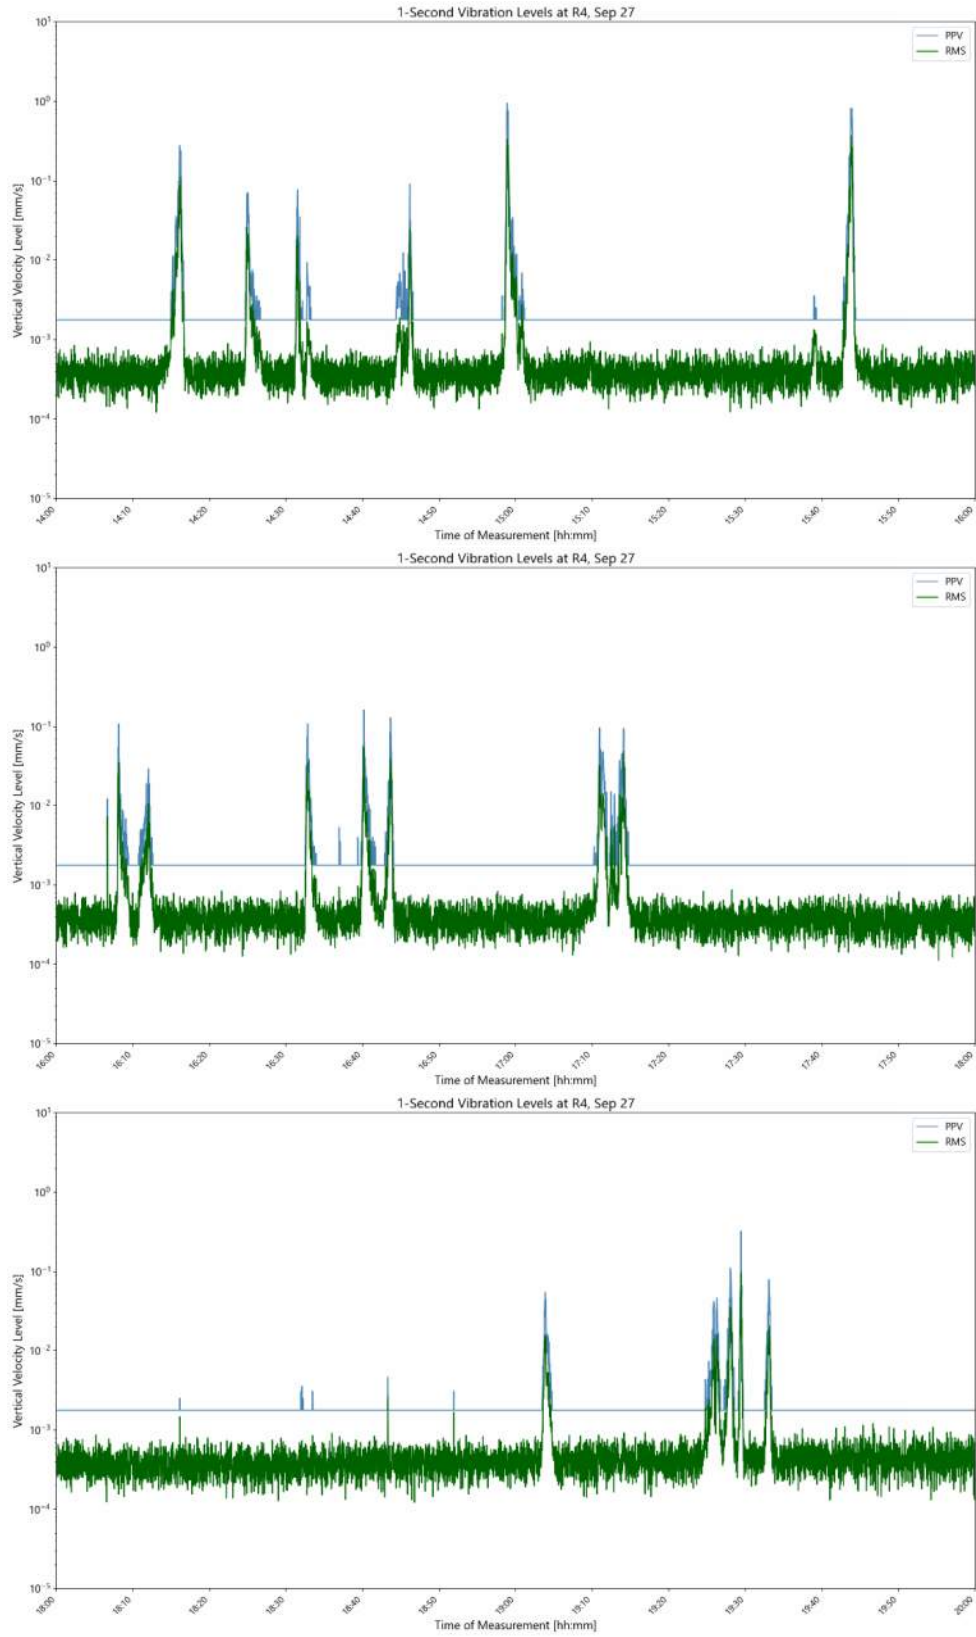 1-Second Vibration Levels at R4, Sep 27
PPV
RMS
Vertical Velocity Level [mm/s]
10¹
10⁰
10⁻¹
10⁻²
10⁻³
10⁻⁴
10⁻⁵
14:00 14:10 14:20 14:30 14:40 14:50 15:00 15:10 15:20 15:30 15:40 15:50 16:00
Time of Measurement [hh:mm]
1-Second Vibration Levels at R4, Sep 27
PPV
RMS
Vertical Velocity Level [mm/s]
10¹
10⁰
10⁻¹
10⁻²
10⁻³
10⁻⁴
10⁻⁵
16:00 16:10 16:20 16:30 16:40 16:50 17:00 17:10 17:20 17:30 17:40 17:50 18:00
Time of Measurement [hh:mm]
1-Second Vibration Levels at R4, Sep 27
PPV
RMS
Vertical Velocity Level [mm/s]
10¹
10⁰
10⁻¹
10⁻²
10⁻³
10⁻⁴
10⁻⁵
18:00 18:10 18:20 18:30 18:40 18:50 19:00 19:10 19:20 19:30 19:40 19:50 20:00
Time of Measurement [hh:mm]